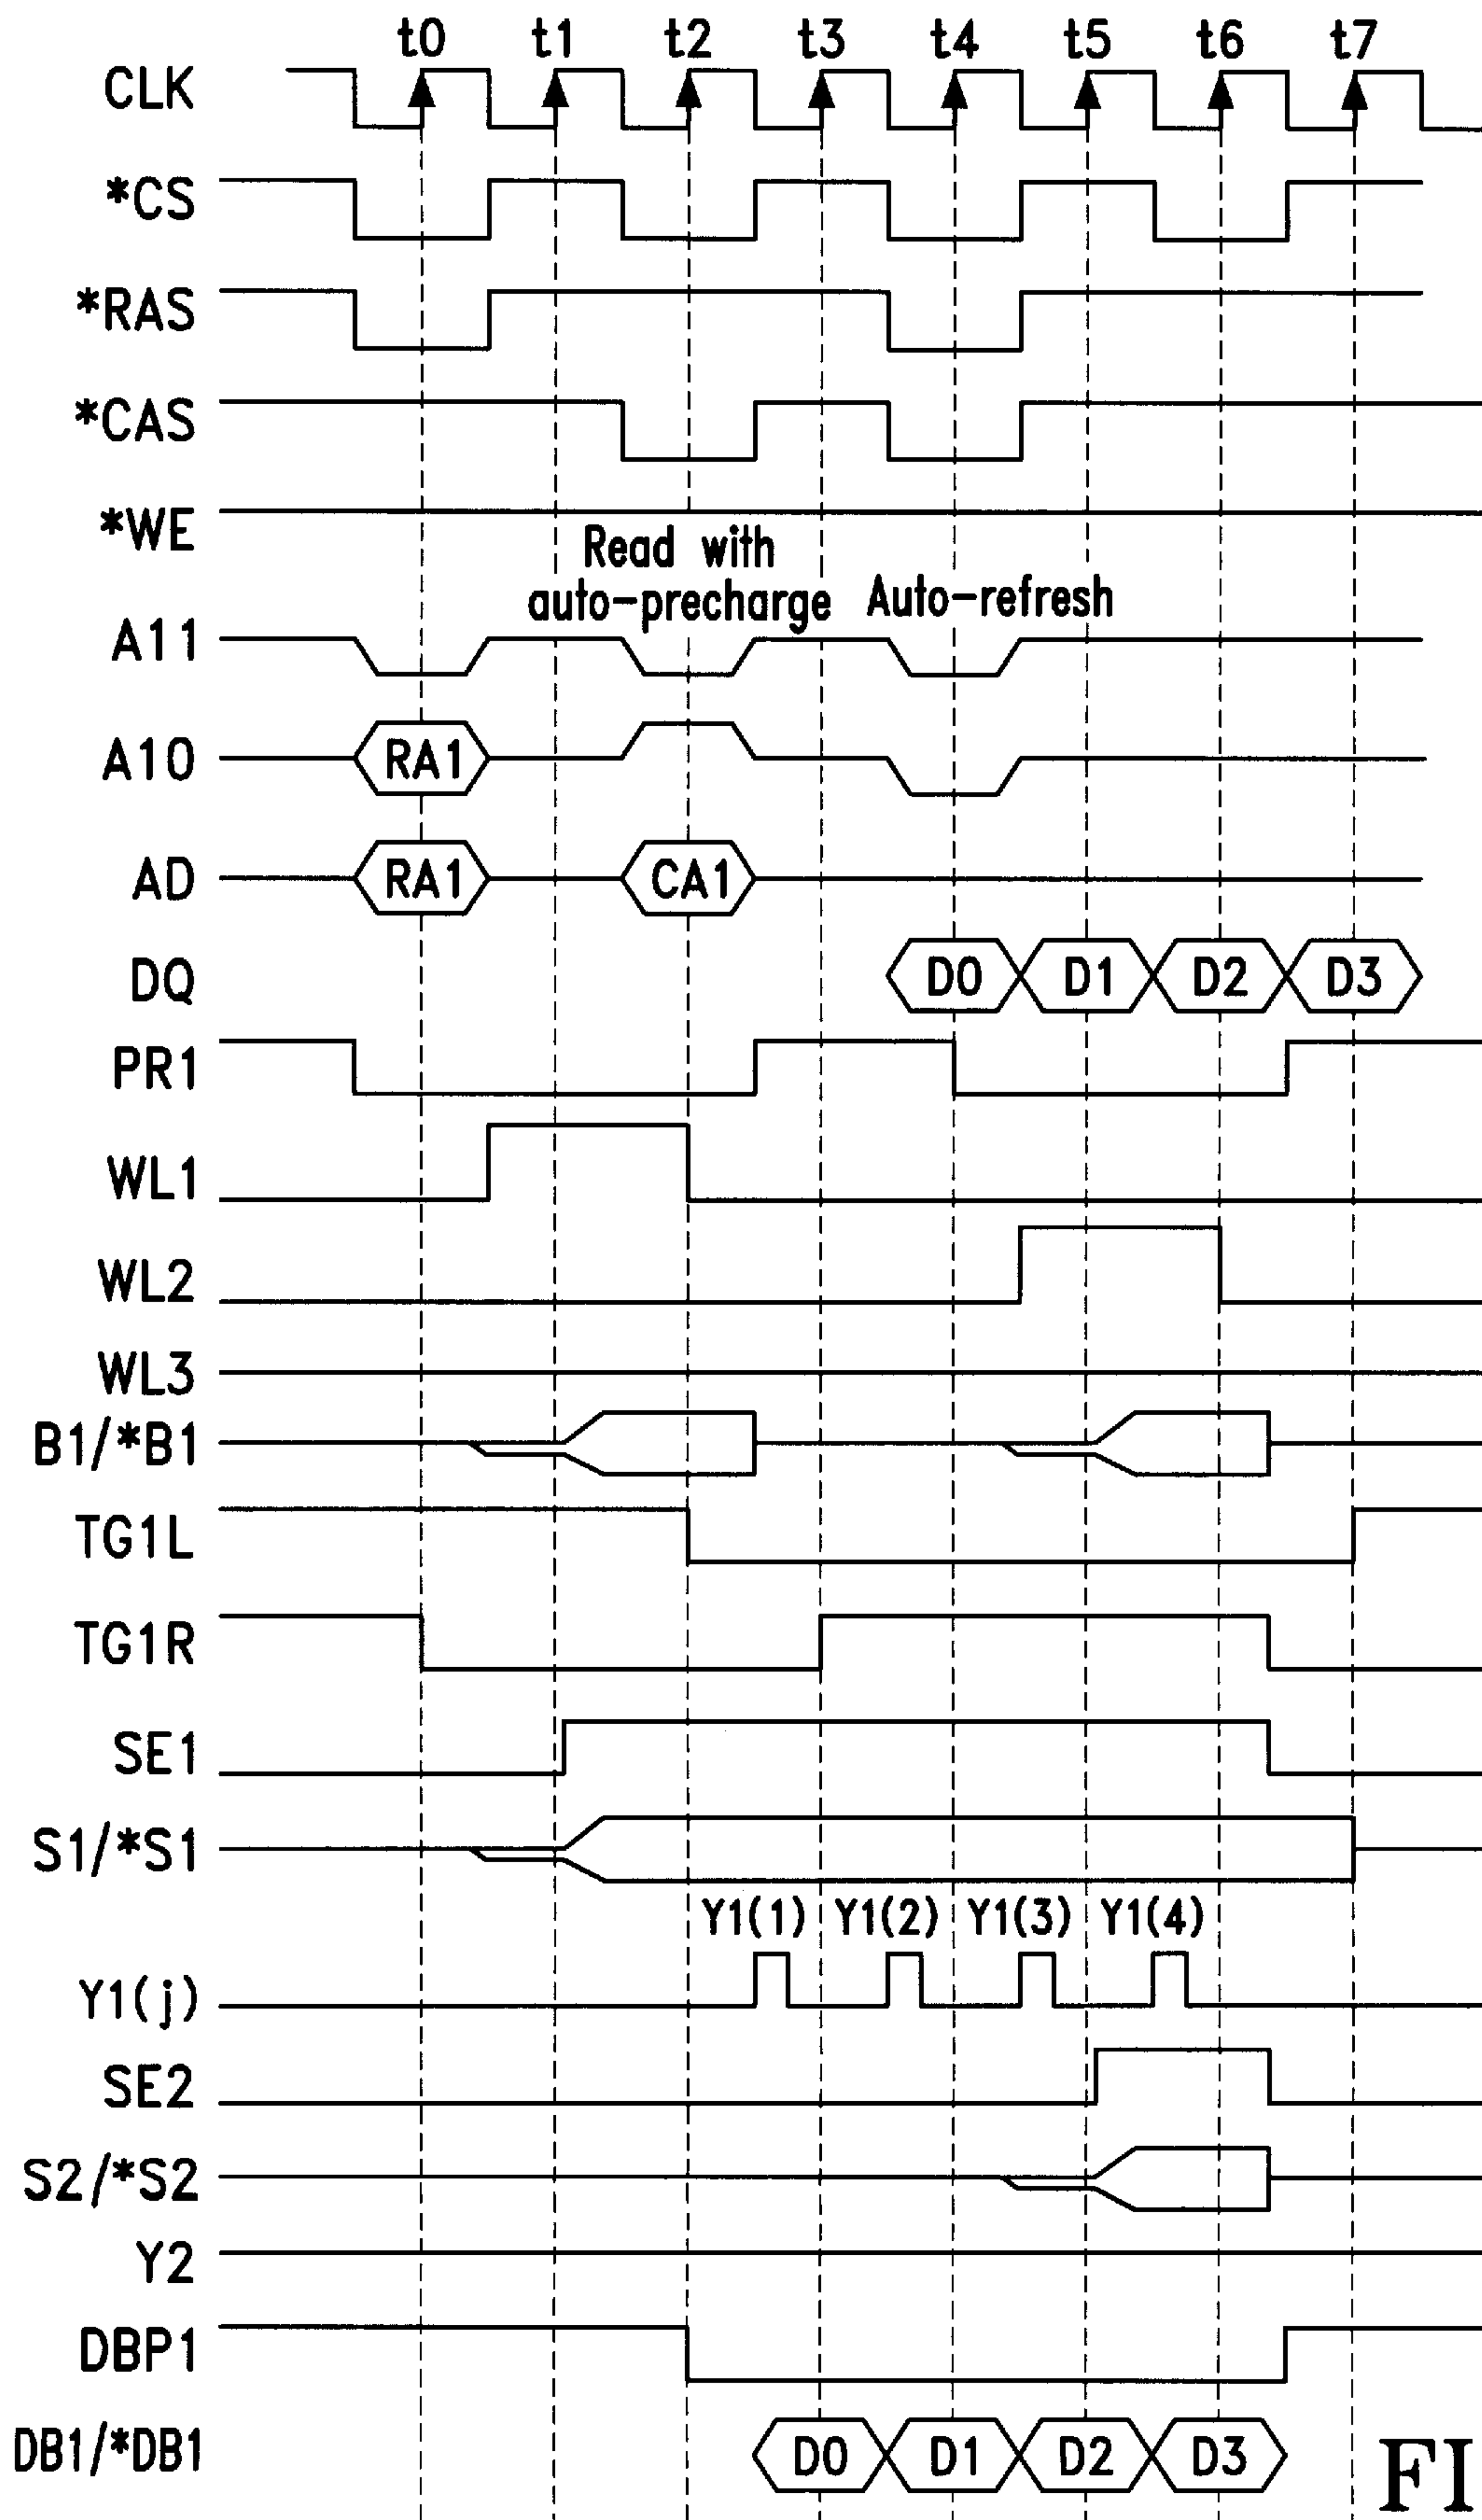 t0 t1 t2 t3 t4 t5 t6 t7
CLK
*CS
*RAS
*CAS
*WE
Read with
auto-precharge Auto-refresh
A11
A10 RA1
AD RA1 CA1
DQ D0 D1 D2 D3
PR1
WL1
WL2
WL3
B1/*B1
TG1L
TG1R
SE1
S1/*S1
Y1(1) Y1(2) Y1(3) Y1(4)
Y1(j)
SE2
S2/*S2
Y2
DBP1
DB1/*DB1 D0 D1 D2 D3
FI